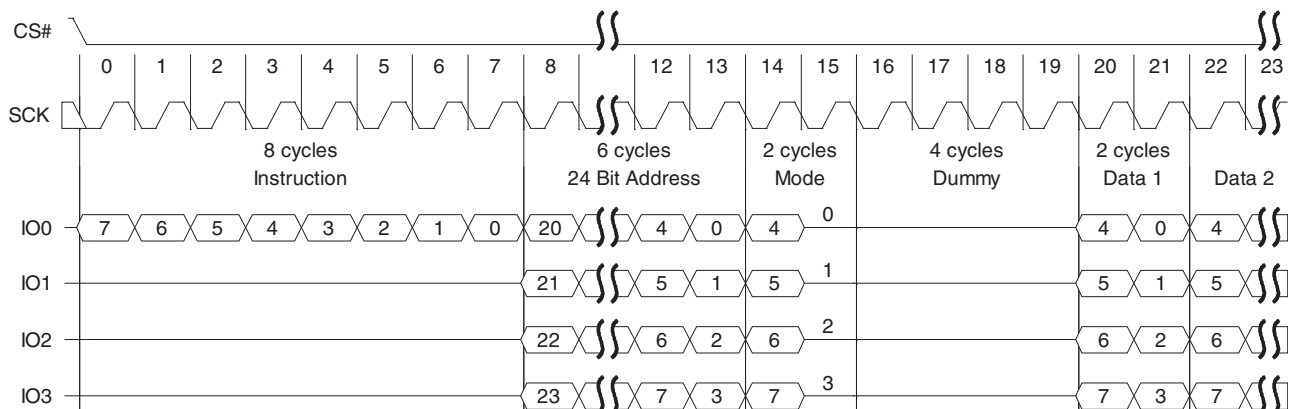 CS#
0 1 2 3 4 5 6 7 8 12 13 14 15 16 17 18 19 20 21 22 23
SCK
8 cycles 6 cycles 2 cycles 4 cycles 2 cycles
Instruction 24 Bit Address Mode Dummy Data 1 Data 2
IO0 7 6 5 4 3 2 1 0 20 4 0 4 0 4 0 4
IO1 21 5 1 5 1 5 1 5
IO2 22 6 2 6 2 6 2 6
IO3 23 7 3 7 3 7 3 7